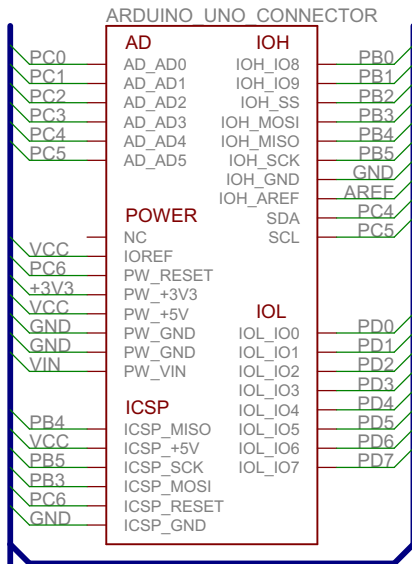 ARDUINO_UNO_CONNECTOR
AD IOH
PC0 AD_AD0 IOH_IO8 PB0
PC1 AD_AD1 IOH_IO9 PB1
PC2 AD_AD2 IOH_SS PB2
PC3 AD_AD3 IOH_MOSI PB3
PC4 AD_AD4 IOH_MISO PB4
PC5 AD_AD5 IOH_SCK PB5
IOH_GND GND
IOH_AREF AREF
POWER SDA PC4
NC SCL PC5
VCC IOREF
PC6 PW_RESET
+3V3 PW_+3V3
VCC PW_+5V IOL
GND PW_GND IOL_IO0 PD0
GND PW_GND IOL_IO1 PD1
VIN PW_VIN IOL_IO2 PD2
IOL_IO3 PD3
ICSP IOL_IO4 PD4
PB4 ICSP_MISO IOL_IO5 PD5
VCC ICSP_+5V IOL_IO6 PD6
PB5 ICSP_SCK IOL_IO7 PD7
PB3 ICSP_MOSI
PC6 ICSP_RESET
GND ICSP_GND